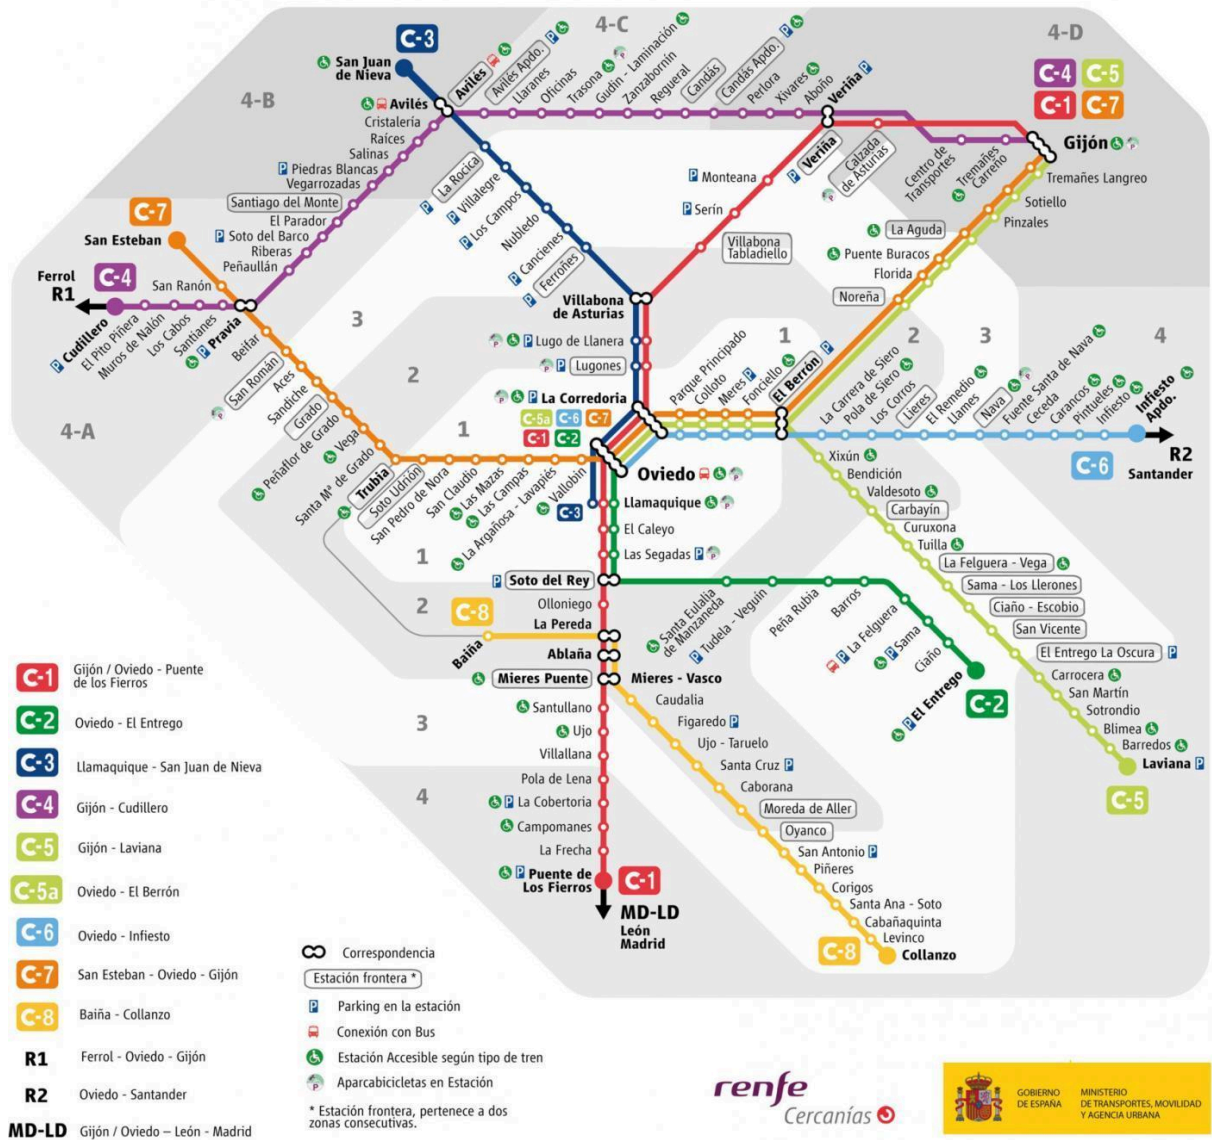 4-C
4-D
4-B
C-3
San Juan
de Nieva
Avilés
Avilés Apdo.
Llaranes
Oficinas
Trasona
Gudín - Laminación
Zanzabornín
Regueral
Candás
Candás Apdo.
Perlora
Xivares
Aboño
Veriña
C-4
C-5
C-1
C-7
Gijón
Avilés
Cristalería
Raíces
Salinas
Piedras Blancas
Vegarrozadas
Santiago del Monte
El Parador
Soto del Barco
Riberas
Peñaullán
La Rocica
Villalegre
Los Campos
Nubledo
Cancienes
Ferroñes
Monteana
Serín
Villabona
Tabladiello
Veriña
Calzada
de Asturias
Centro de
Transportes
Tremañes
Carreño
Tremañes Langreo
Sotiello
Pinzales
La Aguda
Puente Buracos
Florida
Noreña
C-7
San Esteban
Ferrol
R1
C-4
San Ranón
Cudillero
El Pito Piñera
Muros de Nalón
Los Cabos
Santianes
Pravia
Belfar
San Román
Aces
Sandiche
Grado
Peñaflor de Grado
Vega
Santa Mª de Grado
Trubia
Soto Udrión
San Pedro de Nora
San Claudio
Las Mazas
Las Campas
La Argañosa - Lavapiés
Vallobín
C-3
3
2
1
4-A
Villabona
de Asturias
Lugo de Llanera
Lugones
La Corredoria
C-5a
C-6
C-7
C-1
C-2
Parque Principado
Colloto
Meres
Fonciello
El Berrón
1
2
3
4
La Carrera de Siero
Pola de Siero
Los Corros
Lieres
El Remedio
Llanes
Nava
Fuente Santa de Nava
Ceceda
Carancos
Pintueles
Infiesto
Infiesto
Apdo.
R2
Santander
C-6
Oviedo
Llamaquique
El Caleyo
Las Segadas
Soto del Rey
Olloniego
La Pereda
Ablaña
Mieres Puente
Mieres - Vasco
1
2
3
4
C-8
Baiña
Santullano
Ujo
Villallana
Pola de Lena
La Cobertoria
Campomanes
La Frecha
Puente de
Los Fierros
C-1
MD-LD
León
Madrid
Santa Eulalia
de Manzaneda
Tudela - Veguín
Peña Rubia
Barros
La Felguera
Sama
Ciaño
El Entrego
C-2
Xixún
Bendición
Valdesoto
Carbayín
Curuxona
Tuilla
La Felguera - Vega
Sama - Los Llerones
Ciaño - Escobio
San Vicente
El Entrego La Oscura
Carrocera
San Martín
Sotrondio
Blimea
Barredos
Laviana
C-5
Caudalia
Figaredo
Ujo - Taruelo
Santa Cruz
Caborana
Moreda de Aller
Oyanco
San Antonio
Piñeres
Corigos
Santa Ana - Soto
Cabañaquinta
Levinco
C-8
Collanzo
C-1 Gijón / Oviedo - Puente
de los Fierros
C-2 Oviedo - El Entrego
C-3 Llamaquique - San Juan de Nieva
C-4 Gijón - Cudillero
C-5 Gijón - Laviana
C-5a Oviedo - El Berrón
C-6 Oviedo - Infiesto
C-7 San Esteban - Oviedo - Gijón
C-8 Baiña - Collanzo
R1 Ferrol - Oviedo - Gijón
R2 Oviedo - Santander
MD-LD Gijón / Oviedo – León - Madrid
Correspondencia
Estación frontera *
Parking en la estación
Conexión con Bus
Estación Accesible según tipo de tren
Aparcabicicletas en Estación
* Estación frontera, pertenece a dos
zonas consecutivas.
renfe
Cercanías
GOBIERNO
DE ESPAÑA
MINISTERIO
DE TRANSPORTES, MOVILIDAD
Y AGENCIA URBANA